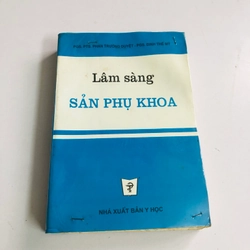 Lâm sàng
SẢN PHỤ KHOA
NHÀ XUẤT BẢN Y HỌC